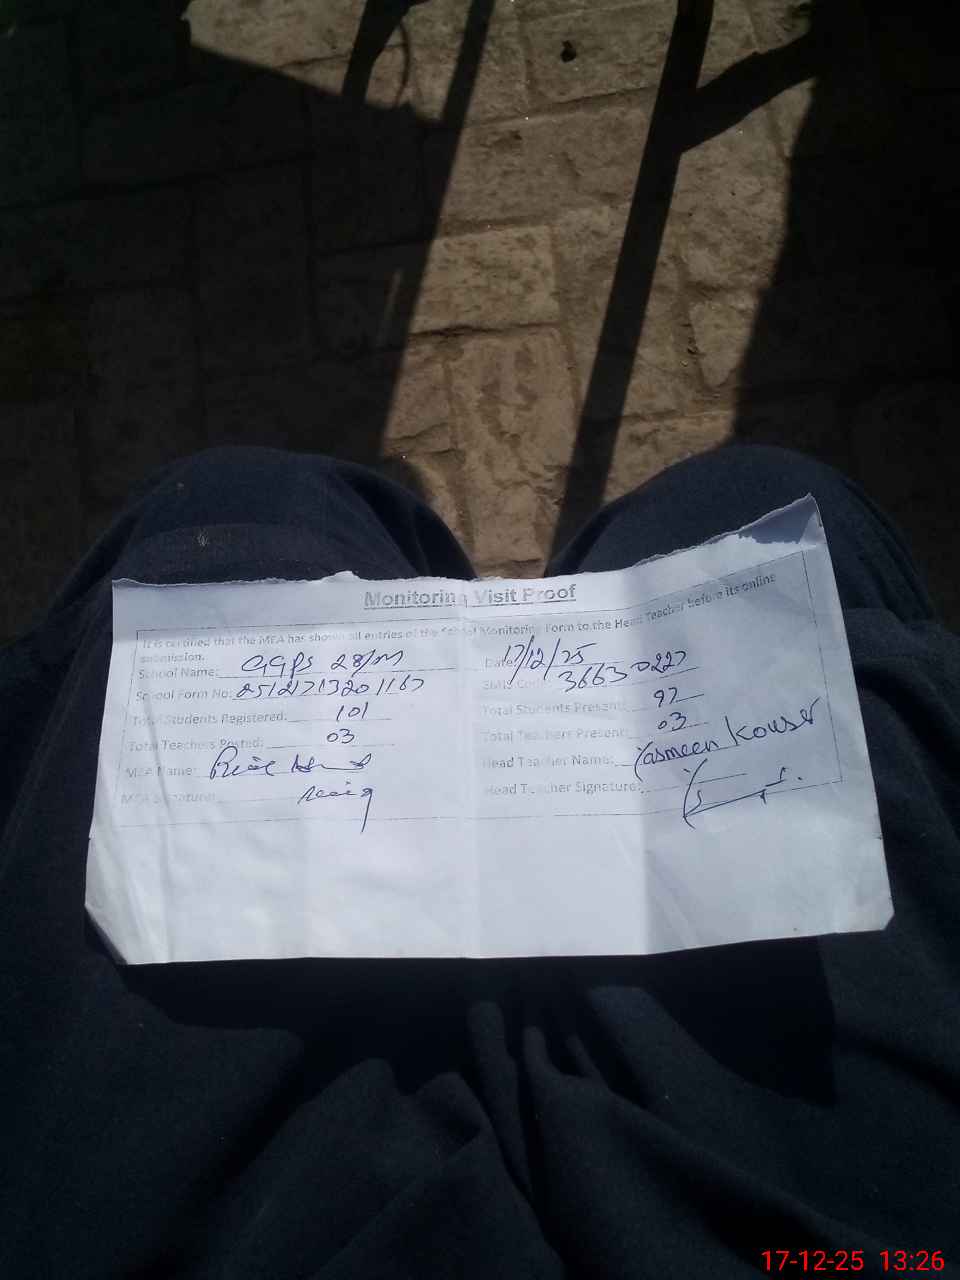 Monitoring Visit Proof
It is certified that the MEA has shown all entries of the School Monitoring Form to the Head Teacher before its online
submission.
School Name: GGPS 28/M Date: 17/12/25
School Form No: 25121713201167 EMIS Code: 36630227
Total Students Registered: 101 Total Students Present: 97
Total Teachers Posted: 03 Total Teachers Present: 03
MEA Name: Head Teacher Name: Yasmeen Kouser
MEA Signature: Head Teacher Signature:
17-12-25 13:26